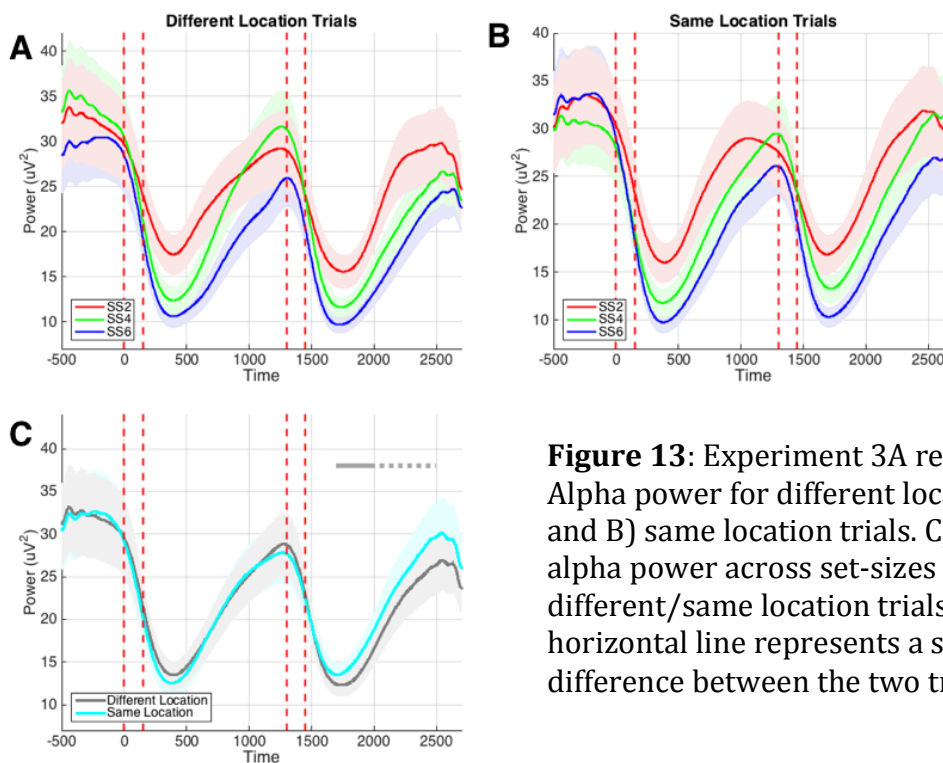 A
Different Location Trials
Power (uV²)
40
35
30
25
20
15
10
SS2
SS4
SS6
-500 0 500 1000 1500 2000 2500
Time
B
Same Location Trials
Power (uV²)
40
35
30
25
20
15
10
SS2
SS4
SS6
-500 0 500 1000 1500 2000 2500
Time
C
Power (uV²)
40
35
30
25
20
15
10
Different Location
Same Location
-500 0 500 1000 1500 2000 2500
Time
Figure 13: Experiment 3A re
Alpha power for different loca
and B) same location trials. C
alpha power across set-sizes
different/same location trials
horizontal line represents a s
difference between the two tr